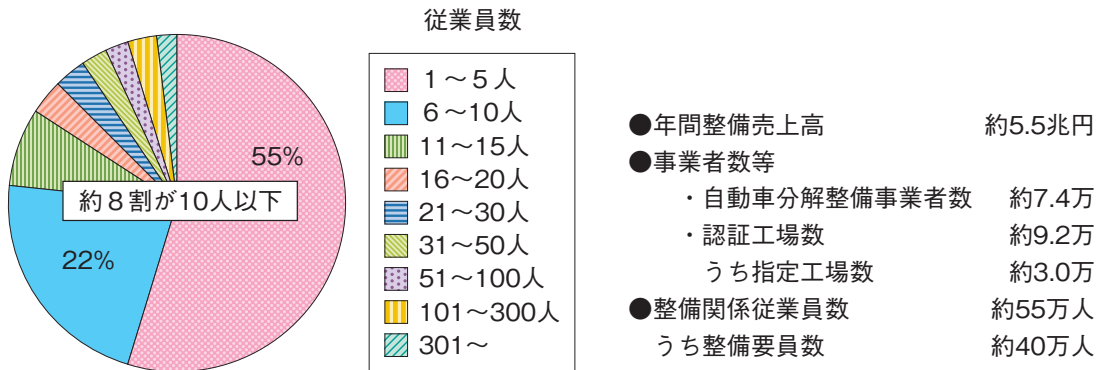 従業員数
55%
22%
約8割が10人以下
1～5人
6～10人
11～15人
16～20人
21～30人
31～50人
51～100人
101～300人
301～
●年間整備売上高 約5.5兆円
●事業者数等
・自動車分解整備事業者数 約7.4万
・認証工場数 約9.2万
うち指定工場数 約3.0万
●整備関係従業員数 約55万人
うち整備要員数 約40万人